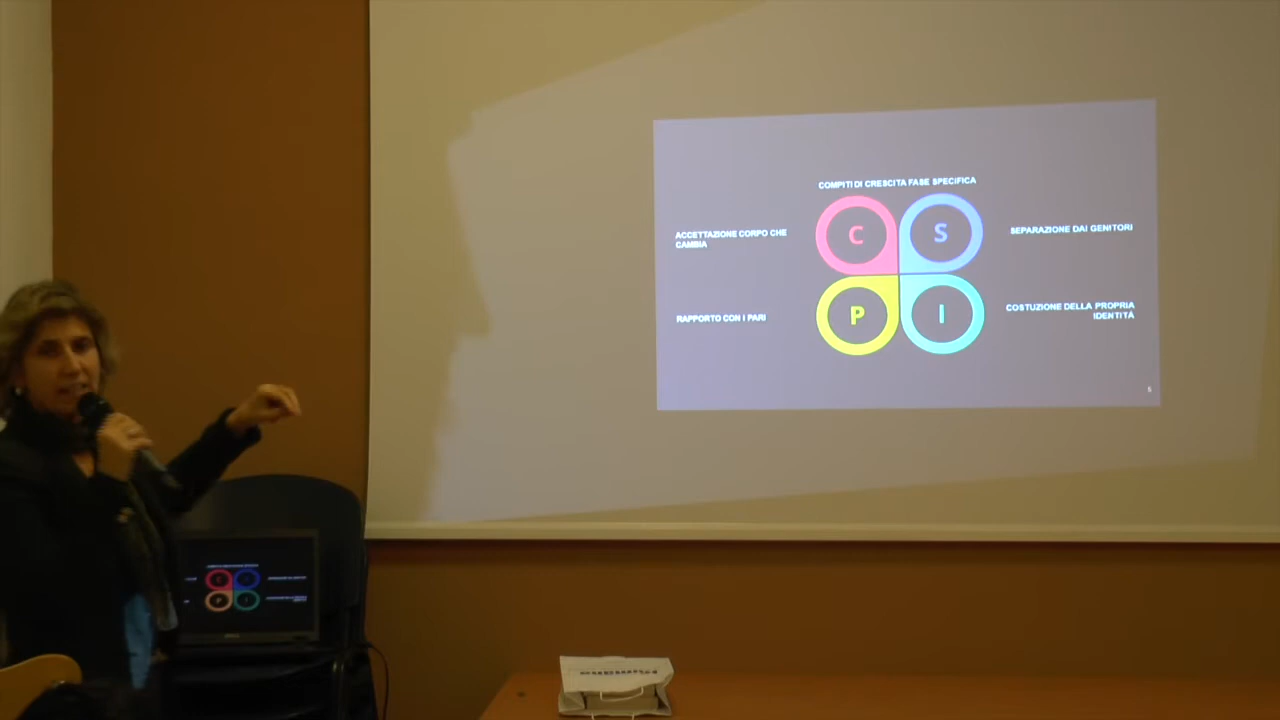 COMPITI DI CRESCITA FASE SPECIFICA
ACCETTAZIONE CORPO CHE
CAMBIA
C
S
SEPARAZIONE DAI GENITORI
RAPPORTO CON I PARI
P
I
COSTUZIONE DELLA PROPRIA
IDENTITÀ
5